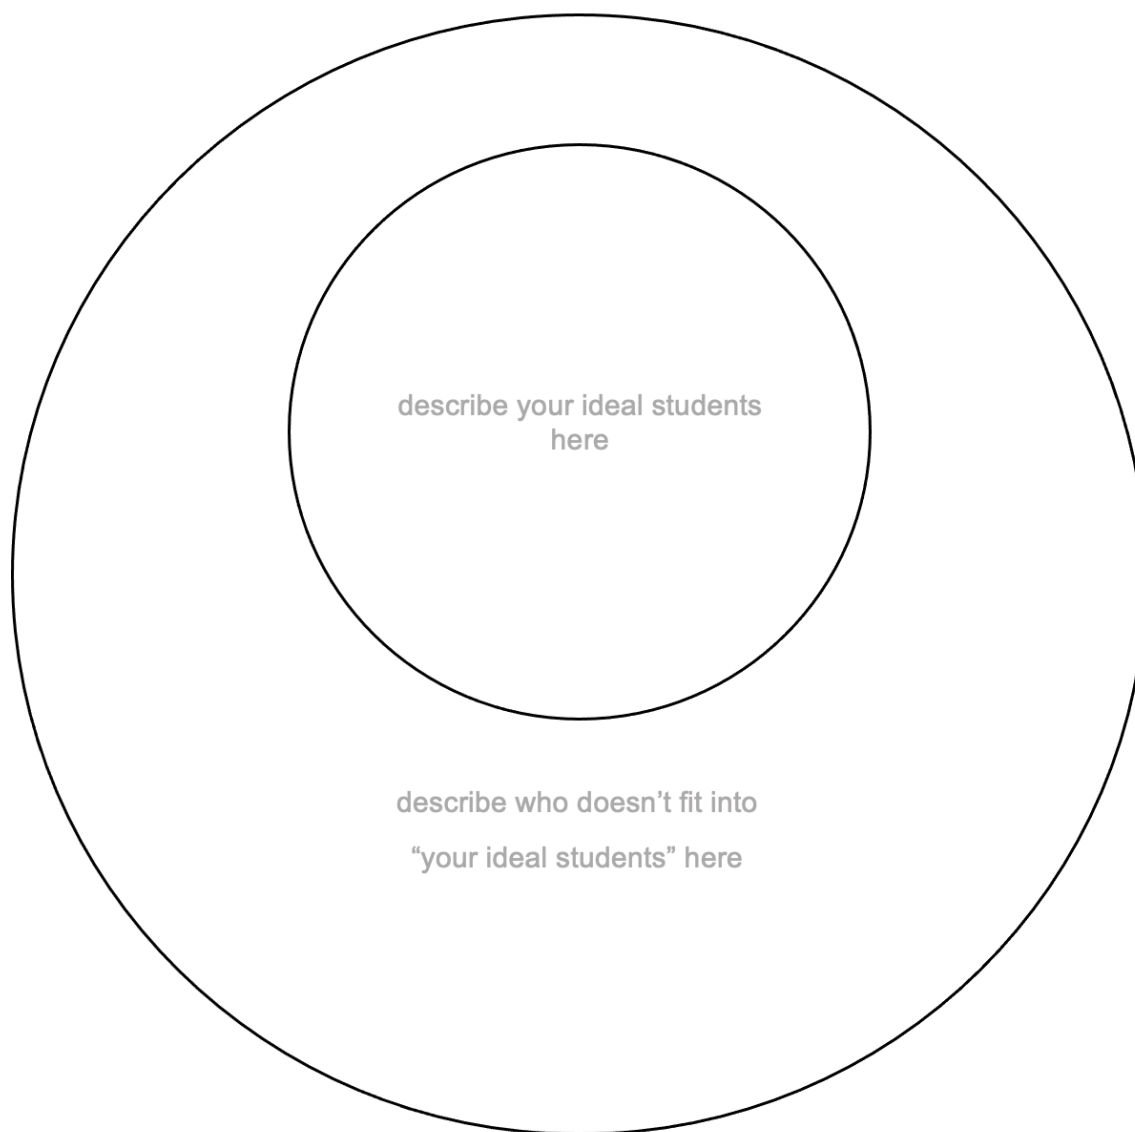 describe your ideal students
here
describe who doesn’t fit into
“your ideal students” here